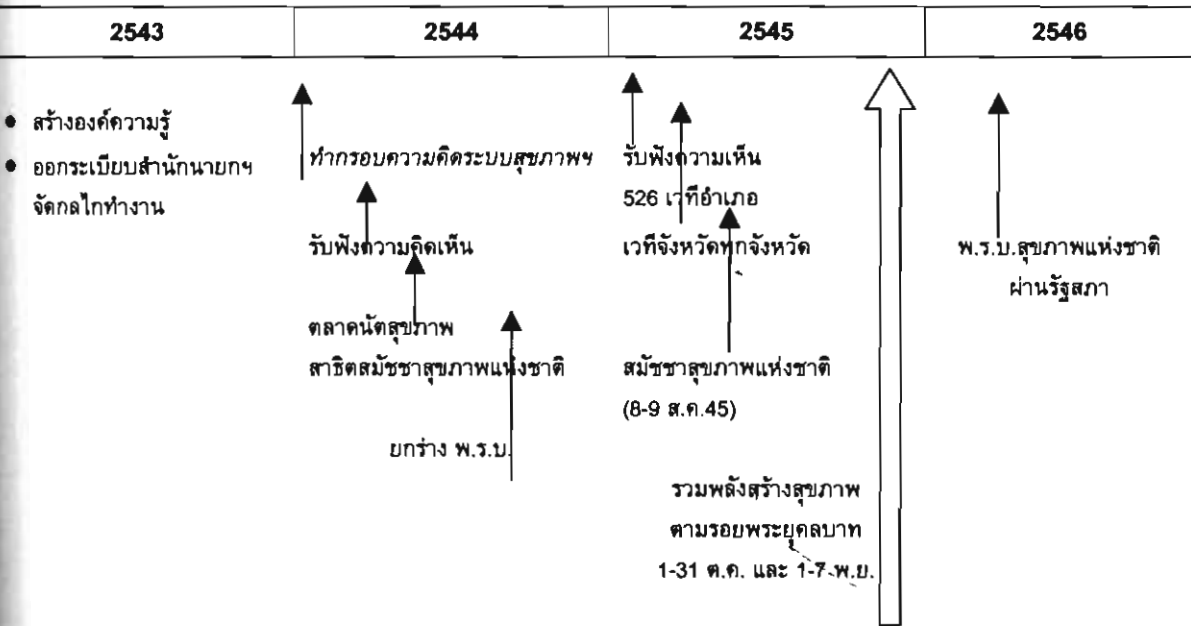 2543 2544 2545 2546
• สร้างองค์ความรู้
• ออกระเบียบสำนักนายกฯ
จัดกลไกทำงาน
ทำกรอบความคิดระบบสุขภาพฯ
รับฟังความคิดเห็น
ตลาดนัดสุขภาพ
สาธิตสมัชชาสุขภาพแห่งชาติ
ยกร่าง พ.ร.บ.
รับฟังความเห็น
526 เวทีอำเภอ
เวทีจังหวัดทุกจังหวัด
สมัชชาสุขภาพแห่งชาติ
(8-9 ส.ค.45)
รวมพลังสร้างสุขภาพ
ตามรอยพระยุคลบาท
1-31 ต.ค. และ 1-7 พ.ย.
พ.ร.บ.สุขภาพแห่งชาติ
ผ่านรัฐสภา